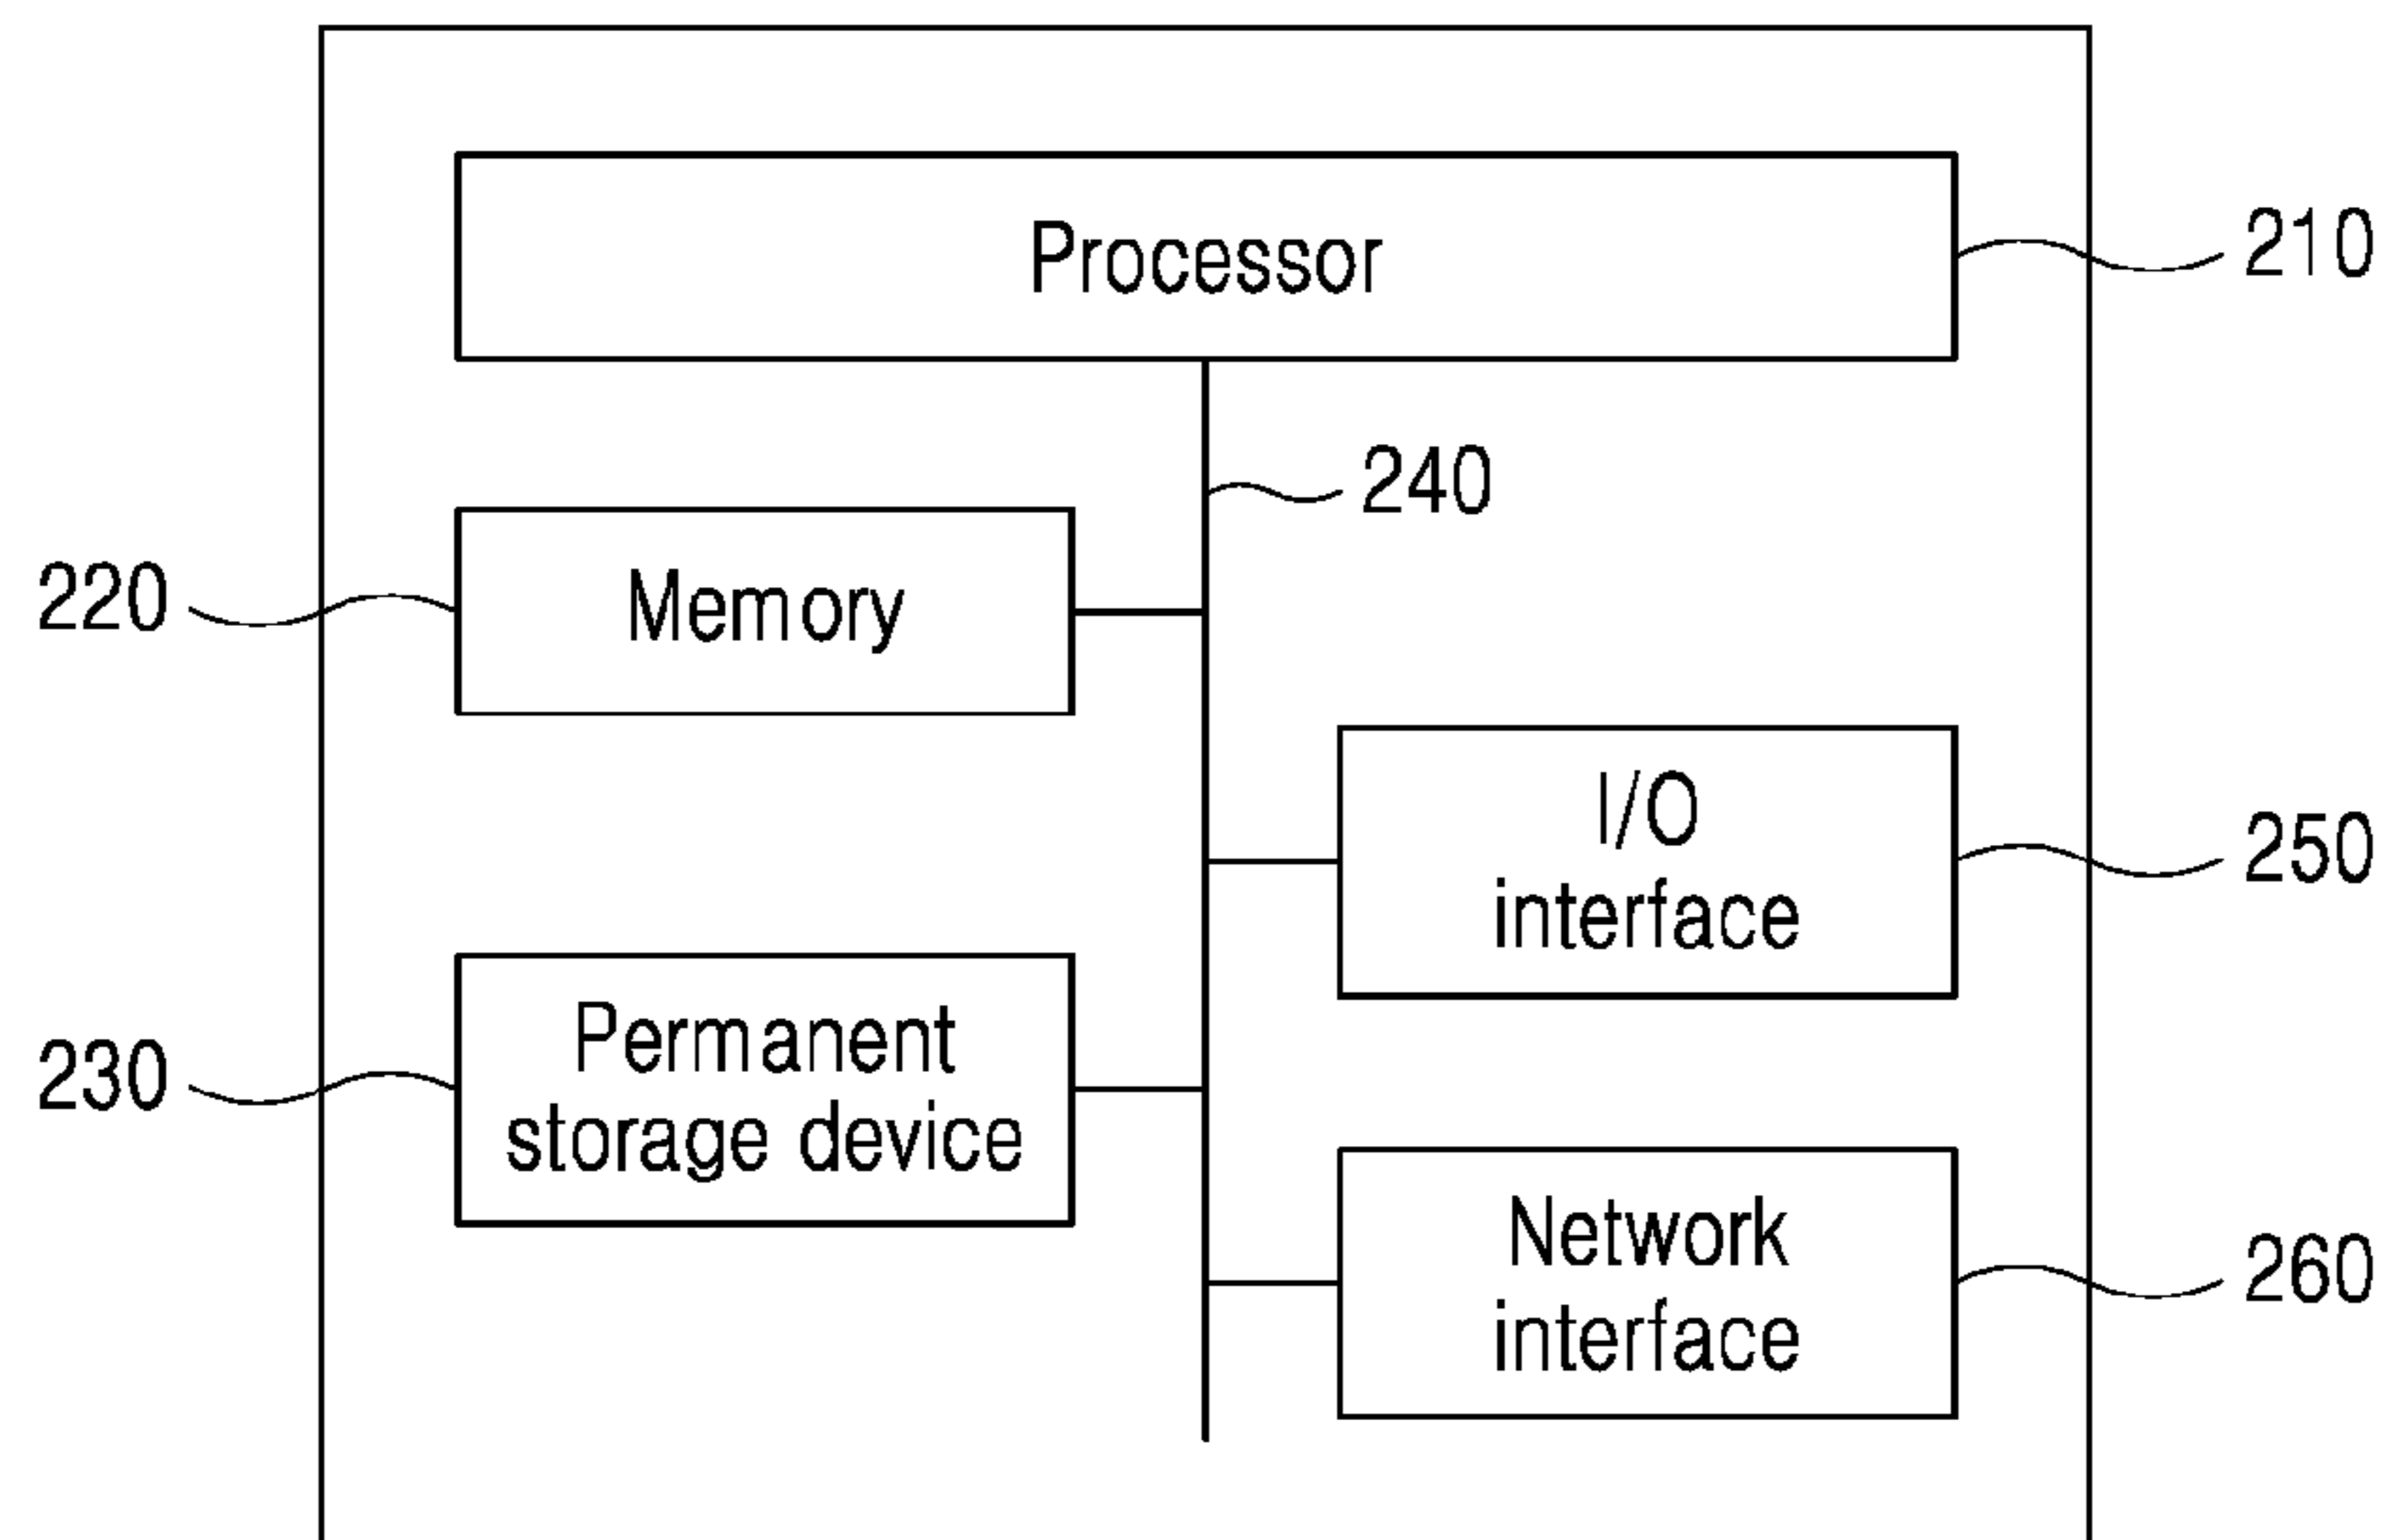 Processor
210
240
220
Memory
I/O
interface
250
230
Permanent
storage device
Network
interface
260